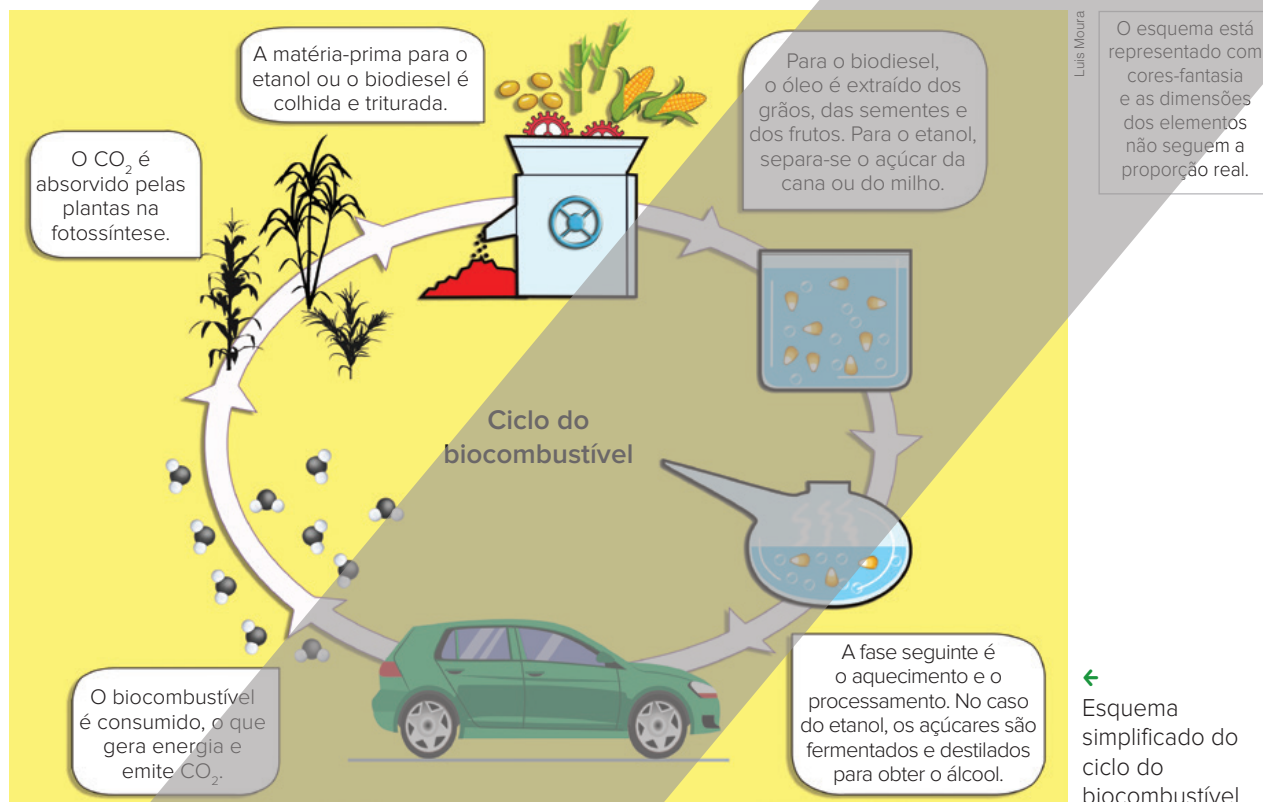 A matéria-prima para o
etanol ou o biodiesel é
colhida e triturada.
Para o biodiesel,
o óleo é extraído dos
grãos, das sementes e
dos frutos. Para o etanol,
separa-se o açúcar da
cana ou do milho.
Luis Moura
O esquema está
representado com
cores-fantasia
e as dimensões
dos elementos
não seguem a
proporção real.
O CO₂ é
absorvido pelas
plantas na
fotossíntese.
Ciclo do
biocombustível
O biocombustível
é consumido, o que
gera energia e
emite CO₂.
A fase seguinte é
o aquecimento e o
processamento. No caso
do etanol, os açúcares são
fermentados e destilados
para obter o álcool.
Esquema
simplificado do
ciclo do
biocombustível